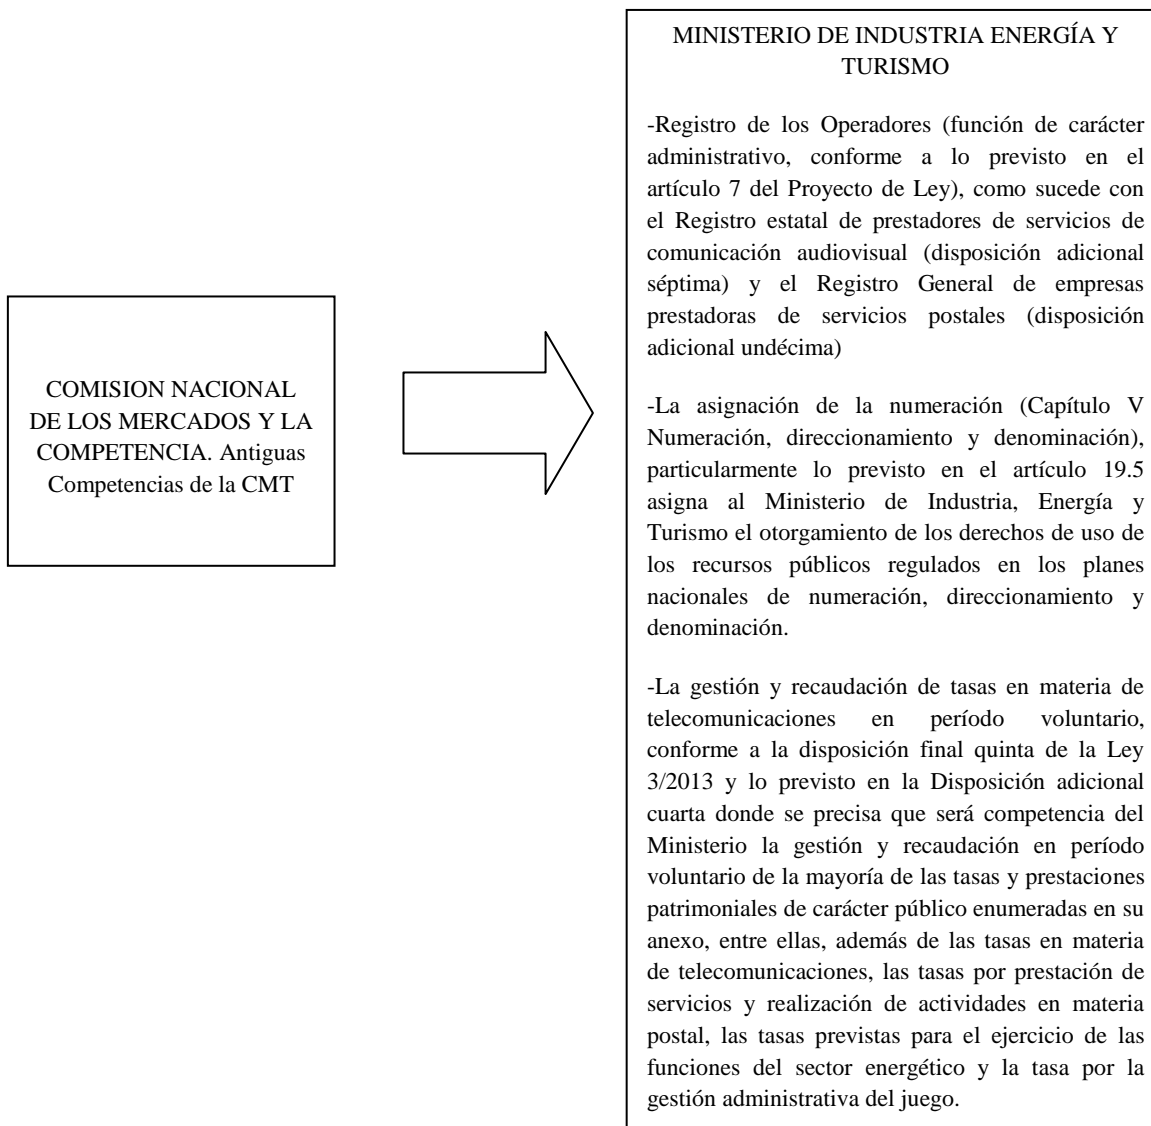 COMISION NACIONAL
DE LOS MERCADOS Y LA
COMPETENCIA. Antiguas
Competencias de la CMT
MINISTERIO DE INDUSTRIA ENERGÍA Y
TURISMO
-Registro de los Operadores (función de carácter
administrativo, conforme a lo previsto en el
artículo 7 del Proyecto de Ley), como sucede con
el Registro estatal de prestadores de servicios de
comunicación audiovisual (disposición adicional
séptima) y el Registro General de empresas
prestadoras de servicios postales (disposición
adicional undécima)
-La asignación de la numeración (Capítulo V
Numeración, direccionamiento y denominación),
particularmente lo previsto en el artículo 19.5
asigna al Ministerio de Industria, Energía y
Turismo el otorgamiento de los derechos de uso de
los recursos públicos regulados en los planes
nacionales de numeración, direccionamiento y
denominación.
-La gestión y recaudación de tasas en materia de
telecomunicaciones en período voluntario,
conforme a la disposición final quinta de la Ley
3/2013 y lo previsto en la Disposición adicional
cuarta donde se precisa que será competencia del
Ministerio la gestión y recaudación en período
voluntario de la mayoría de las tasas y prestaciones
patrimoniales de carácter público enumeradas en su
anexo, entre ellas, además de las tasas en materia
de telecomunicaciones, las tasas por prestación de
servicios y realización de actividades en materia
postal, las tasas previstas para el ejercicio de las
funciones del sector energético y la tasa por la
gestión administrativa del juego.